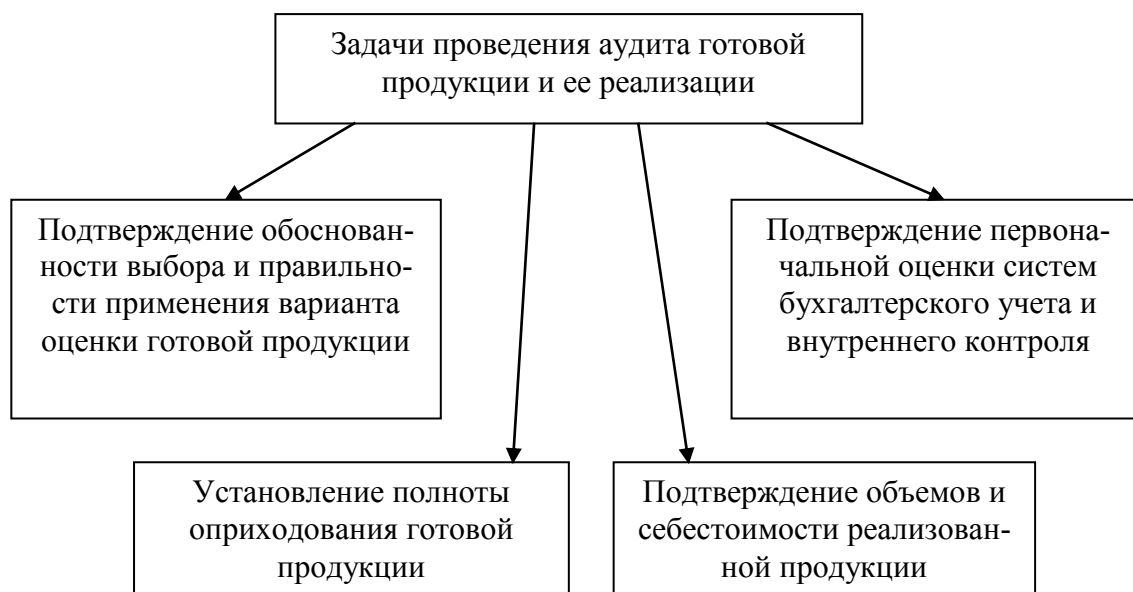 Задачи проведения аудита готовой
продукции и ее реализации
Подтверждение обоснован-
ности выбора и правильно-
сти применения варианта
оценки готовой продукции
Подтверждение первона-
чальной оценки систем
бухгалтерского учета и
внутреннего контроля
Установление полноты
оприходования готовой
продукции
Подтверждение объемов и
себестоимости реализован-
ной продукции